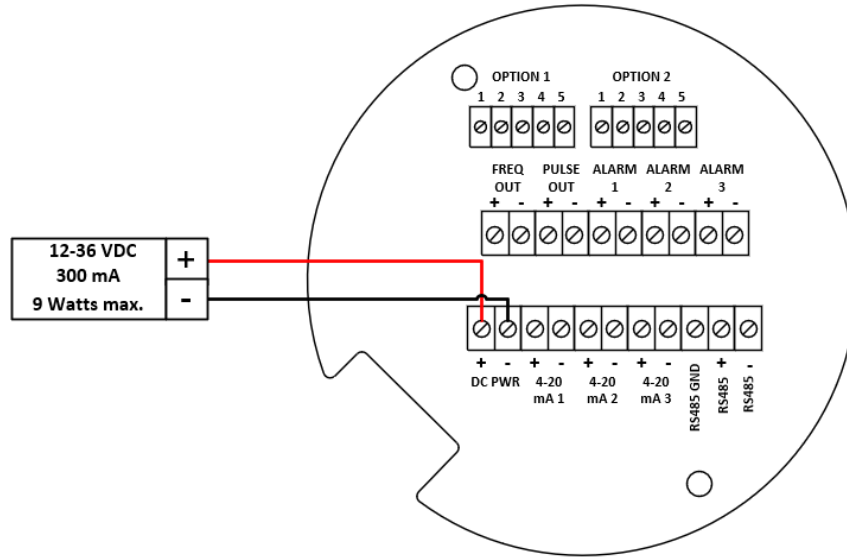 OPTION 1 OPTION 2
1 2 3 4 5 1 2 3 4 5
FREQ PULSE ALARM ALARM ALARM
OUT OUT 1 2 3
+ - + - + - + - + -
12-36 VDC +
300 mA
9 Watts max. -
+ - + - + - + - + -
DC PWR 4-20 4-20 4-20 RS485 GND RS485 RS485
mA 1 mA 2 mA 3